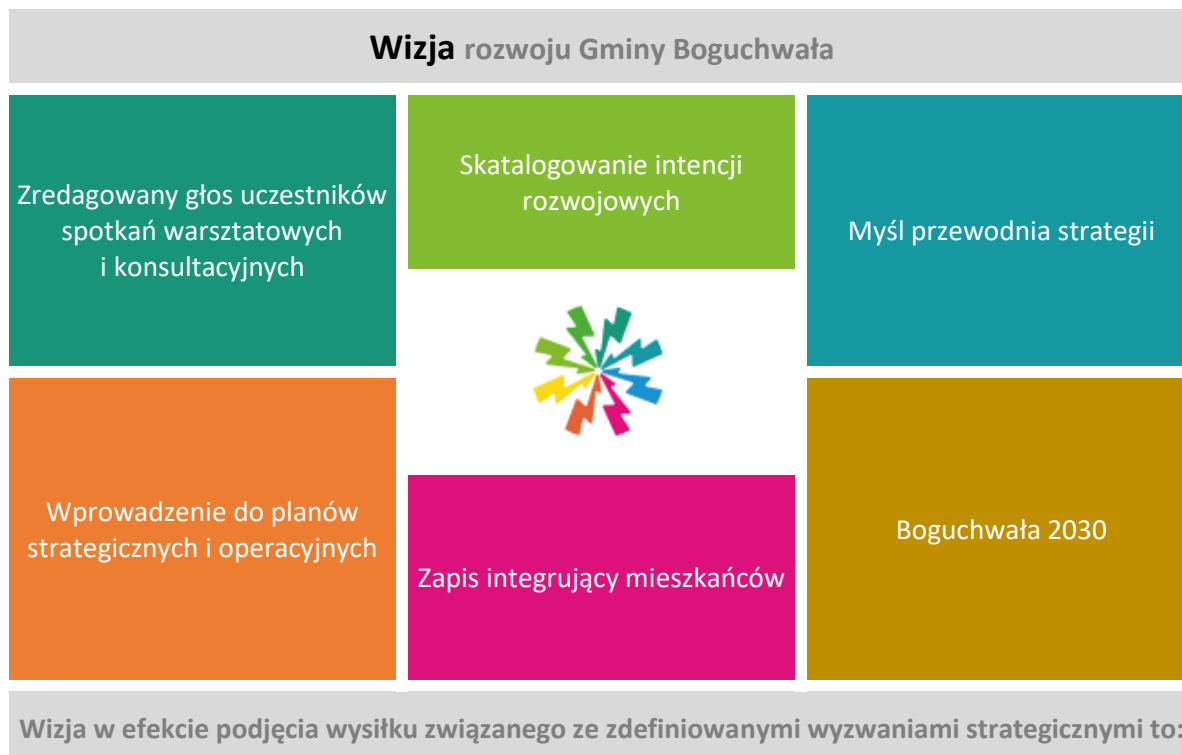 Wizja rozwoju Gminy Boguchwała
Zredagowany głos uczestników
spotkań warsztatowych
i konsultacyjnych
Skatalogowanie intencji
rozwojowych
Myśl przewodnia strategii
Wprowadzenie do planów
strategicznych i operacyjnych
Zapis integrujący mieszkańców
Boguchwała 2030
Wizja w efekcie podjęcia wysiłku związanego ze zdefiniowanymi wyzwaniami strategicznymi to: